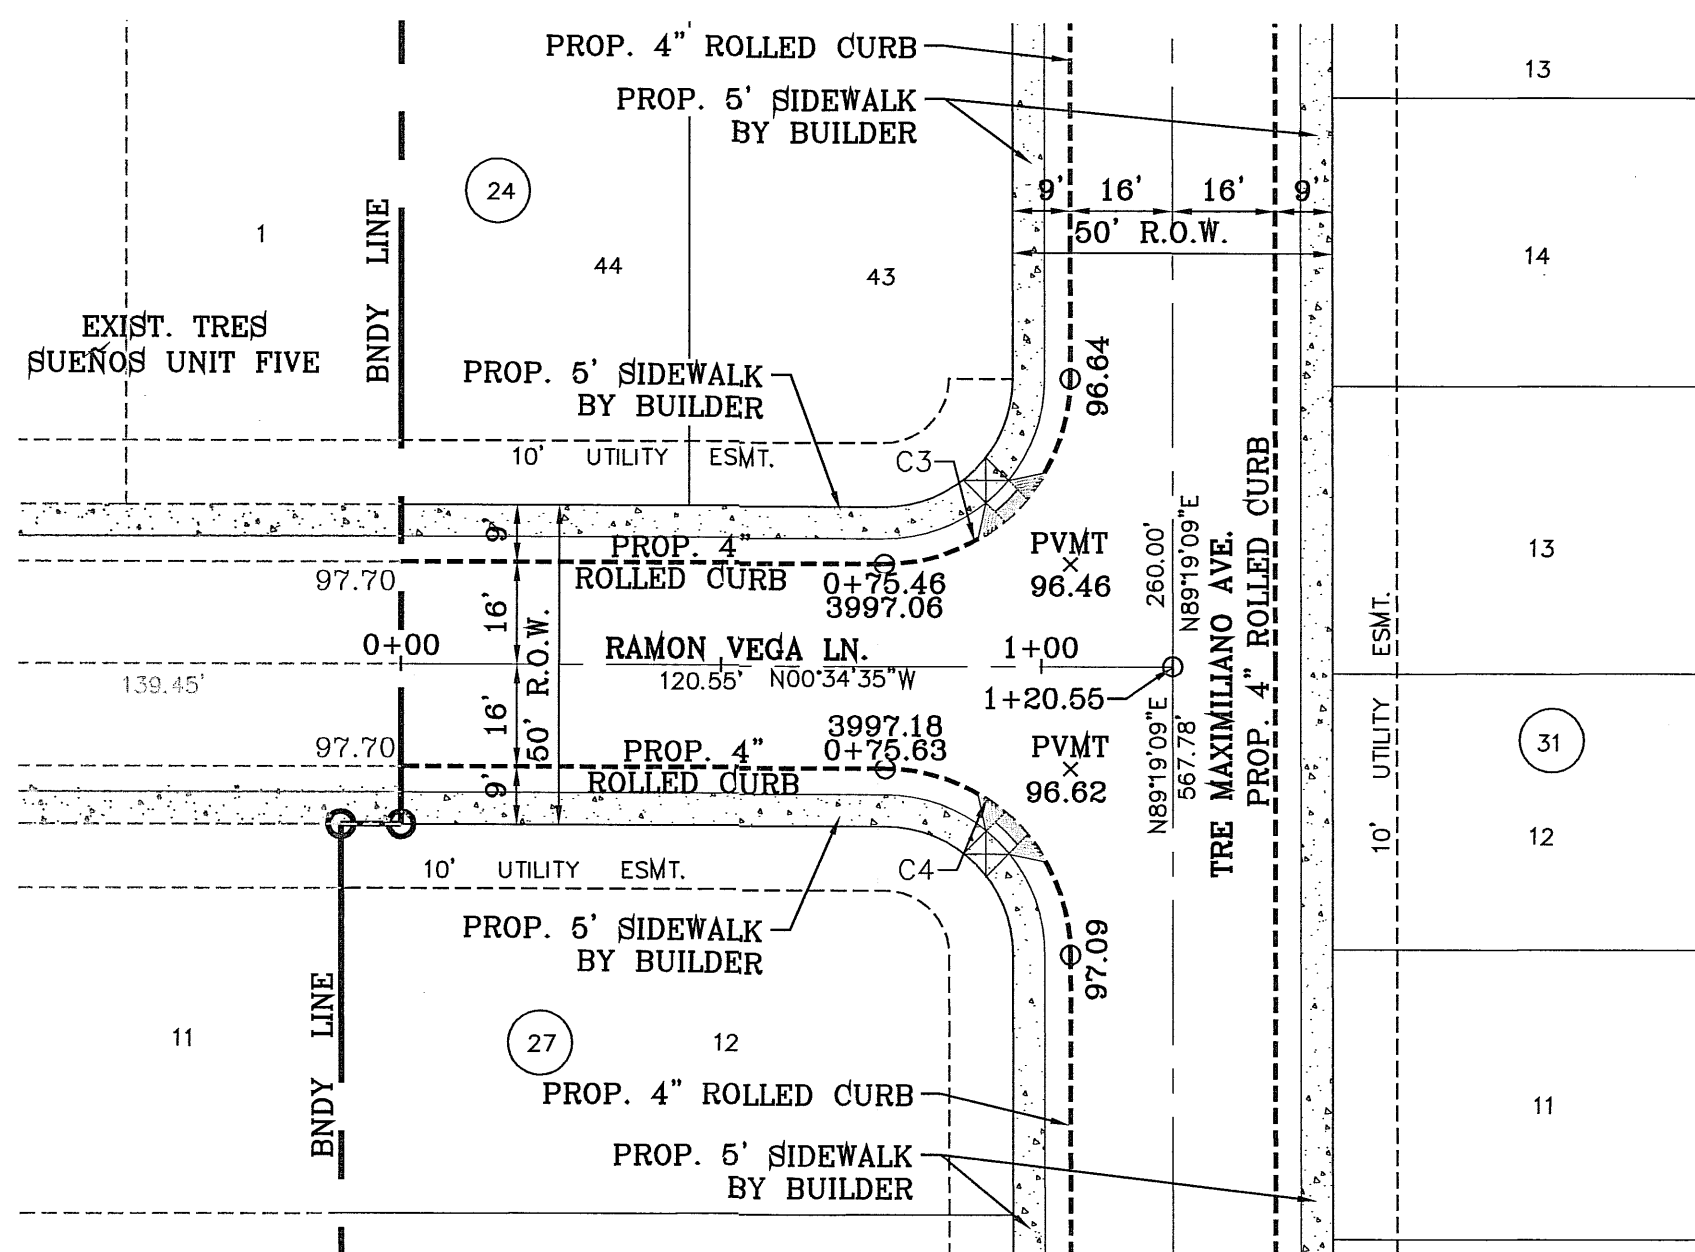 PROP. 4" ROLLED CURB
PROP. 5' SIDEWALK
BY BUILDER
13
24
9'
16'
16'
9'
50' R.O.W.
1
BNDY LINE
44
43
14
EXIST. TRES
SUEÑOS UNIT FIVE
PROP. 5' SIDEWALK
BY BUILDER
96.64
10' UTILITY ESMT.
C3
9'
PROP. 4"
ROLLED CURB
97.70
0+75.46
3997.06
PVMT
96.46
260.00'
N89°19'09"E
13
16'
0+00
RAMON VEGA LN.
1+00
139.45'
120.55'
N00°34'35"W
1+20.55
50' R.O.W.
16'
3997.18
0+75.63
97.70
PROP. 4"
ROLLED CURB
9'
PVMT
96.62
N89°19'09"E
567.78'
TRE MAXIMILIANO AVE.
PROP. 4" ROLLED CURB
10' UTILITY ESMT.
31
12
10' UTILITY ESMT.
C4
PROP. 5' SIDEWALK
BY BUILDER
97.09
BNDY LINE
11
27
12
PROP. 4" ROLLED CURB
11
PROP. 5' SIDEWALK
BY BUILDER